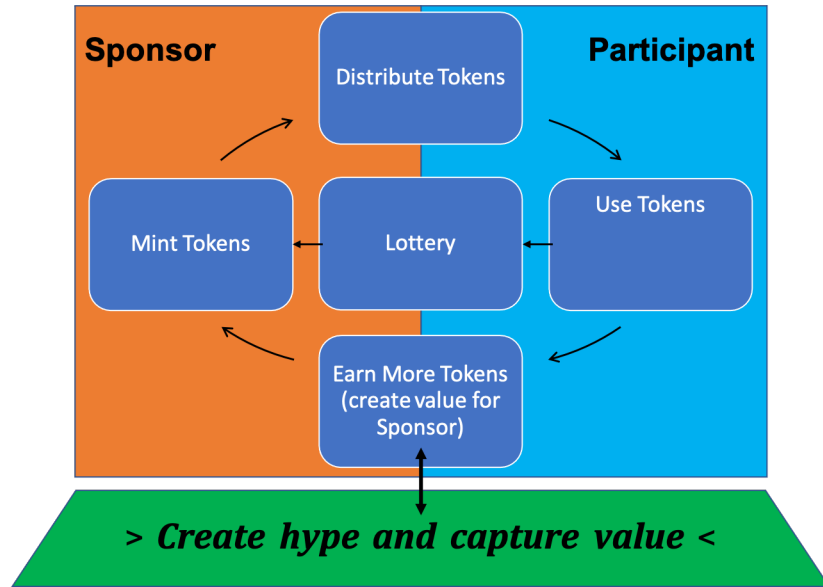 Sponsor
Participant
Distribute Tokens
Mint Tokens
Lottery
Use Tokens
Earn More Tokens
(create value for
Sponsor)
> Create hype and capture value <